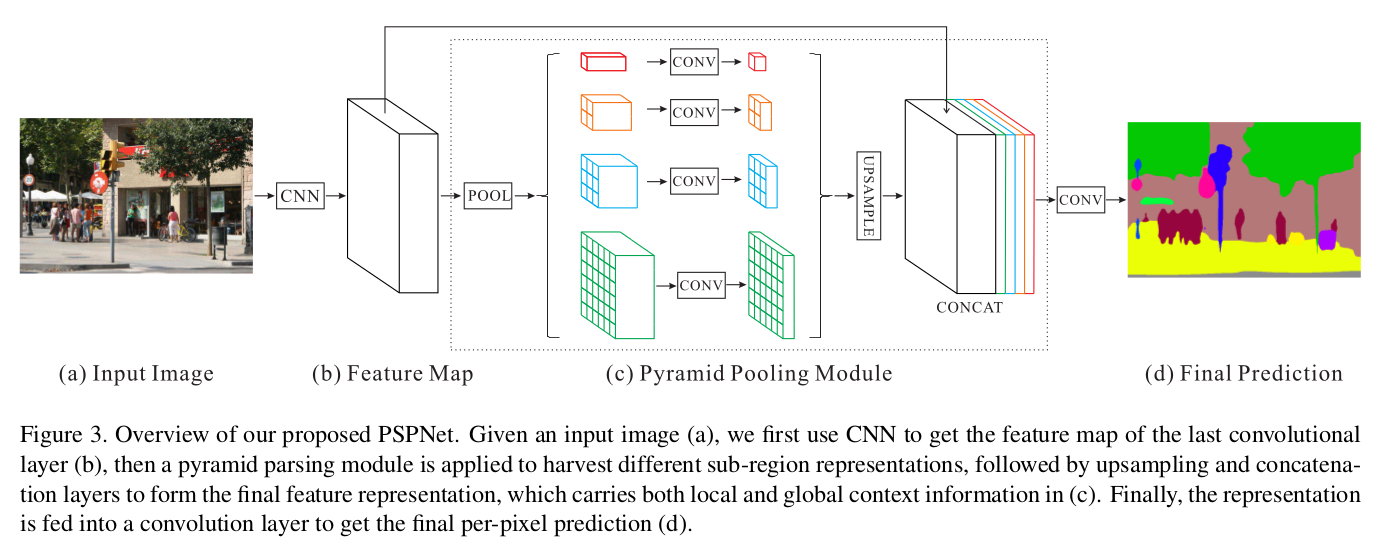 CONV
CONV
CNN
POOL
CONV
UPSAMPLE
CONV
CONV
CONCAT
(a) Input Image
(b) Feature Map
(c) Pyramid Pooling Module
(d) Final Prediction
Figure 3. Overview of our proposed PSPNet. Given an input image (a), we first use CNN to get the feature map of the last convolutional
layer (b), then a pyramid parsing module is applied to harvest different sub-region representations, followed by upsampling and concatena-
tion layers to form the final feature representation, which carries both local and global context information in (c). Finally, the representation
is fed into a convolution layer to get the final per-pixel prediction (d).